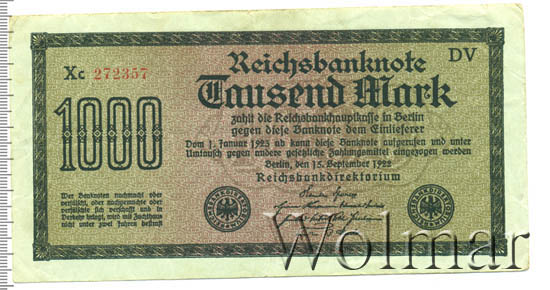 Xc 272357
Reichsbanknote
DV
Tausend Mark
zahlt die Reichsbankhauptkasse in Berlin
gegen diese Banknote dem Einlieferer
Vom 1. Januar 1923 ab kann diese Banknote aufgerufen und unter
Umtausch gegen andere gesetzliche Zahlungsmittel eingezogen werden
Berlin, den 15. September 1922
Reichsbankdirektorium
1000
Wer Banknoten nachmacht oder
verfälscht, oder nachgemachte oder
verfälschte sich verschafft und in
Verkehr bringt, wird mit Zuchthaus
nicht unter zwei Jahren bestraft
Wolmar